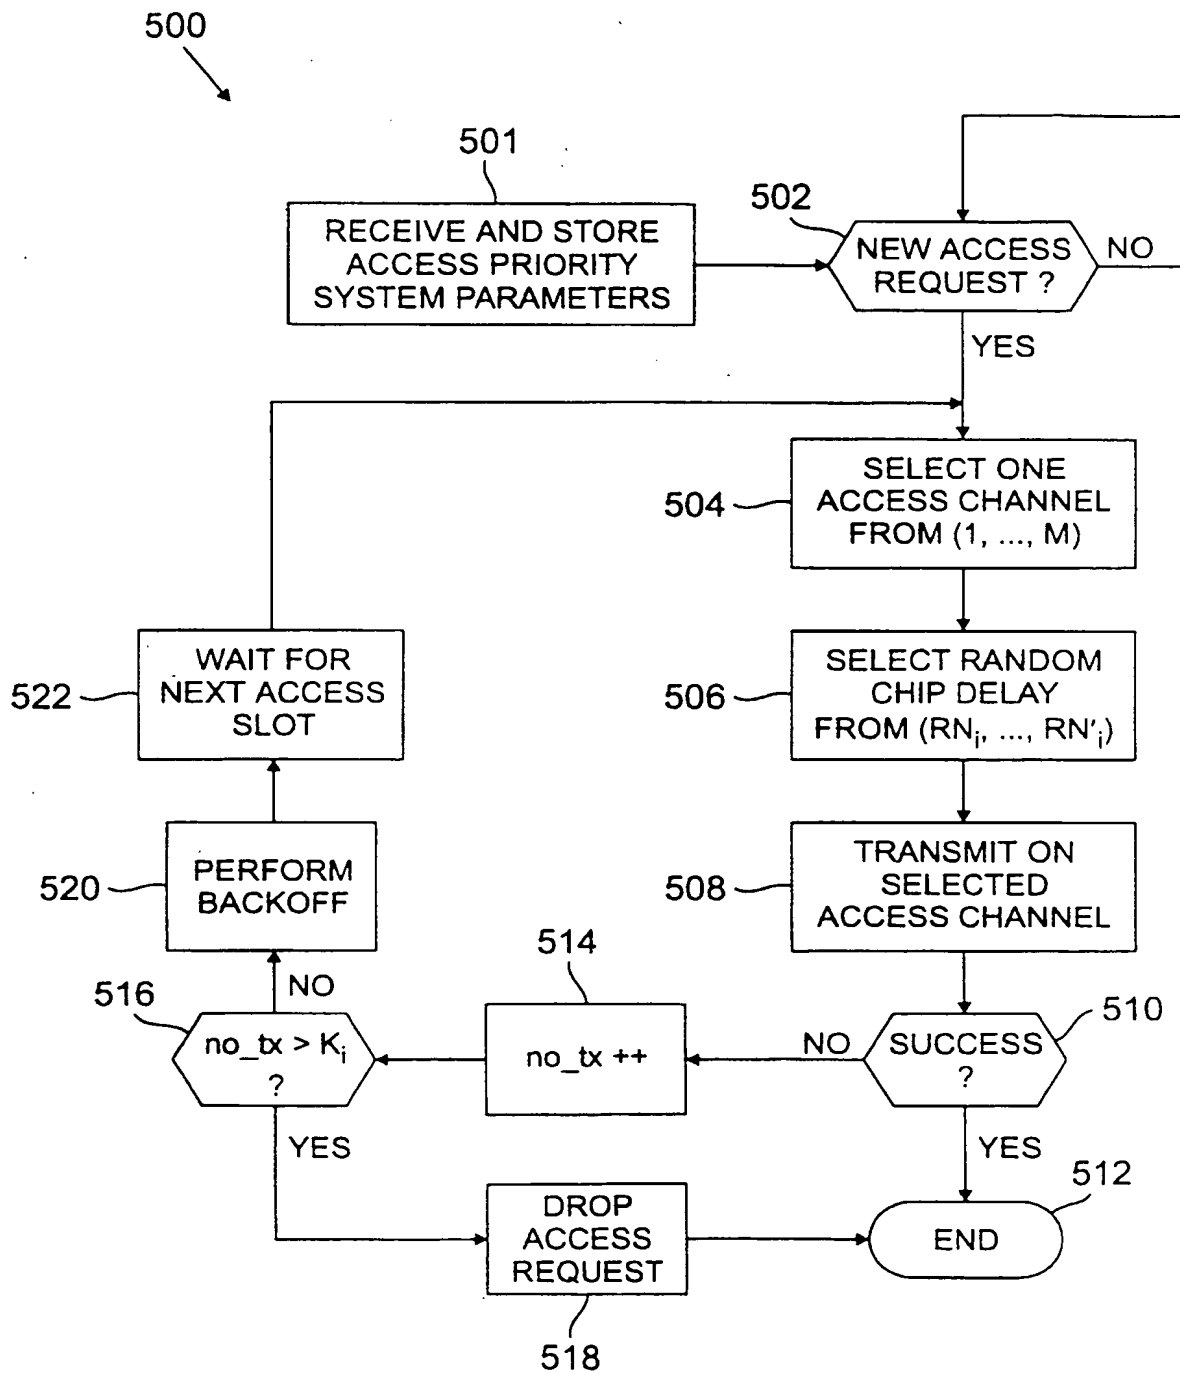 500
501
RECEIVE AND STORE
ACCESS PRIORITY
SYSTEM PARAMETERS
502
NEW ACCESS
REQUEST ?
NO
YES
504
SELECT ONE
ACCESS CHANNEL
FROM (1, ..., M)
506
SELECT RANDOM
CHIP DELAY
FROM (RNi, ..., RN'i)
508
TRANSMIT ON
SELECTED
ACCESS CHANNEL
510
SUCCESS
?
NO
YES
512
END
514
no_tx ++
516
no_tx > Ki
?
NO
YES
518
DROP
ACCESS
REQUEST
520
PERFORM
BACKOFF
522
WAIT FOR
NEXT ACCESS
SLOT